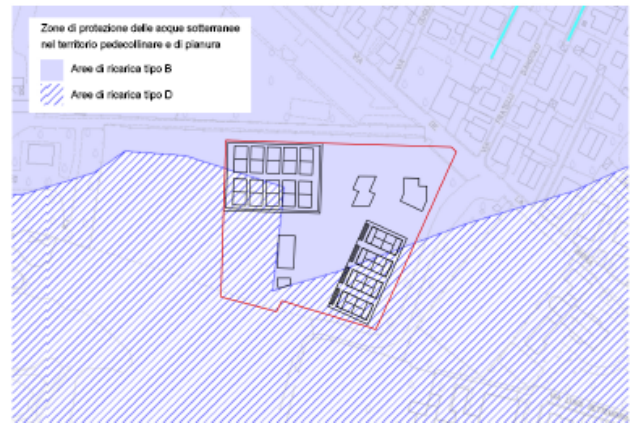 Zone di protezione delle acque sotterranee
nel territorio pedecollinare e di pianura
Aree di ricarica tipo B
Aree di ricarica tipo D